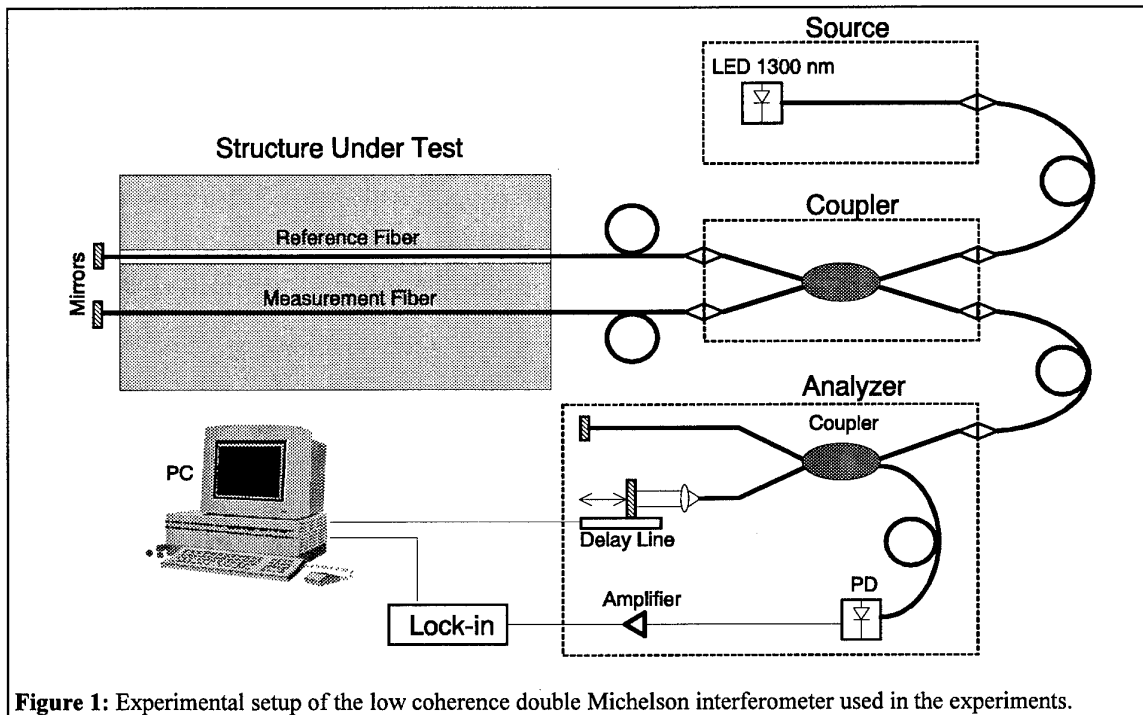 Source
LED 1300 nm
Structure Under Test
Coupler
Reference Fiber
Mirrors
Measurement Fiber
Analyzer
Coupler
PC
Delay Line
PD
Amplifier
Lock-in
Figure 1: Experimental setup of the low coherence double Michelson interferometer used in the experiments.